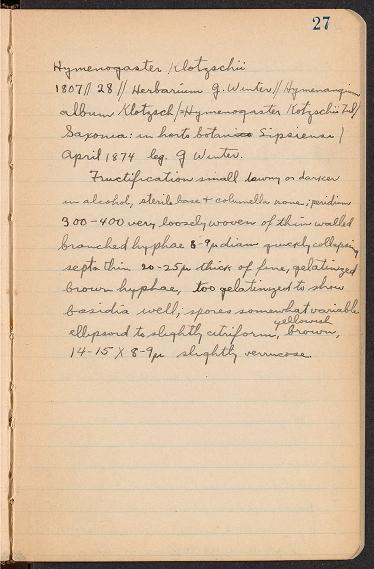 27
Hymenogaster Klotzschii
1807 // 28 // Herbarium G. Winter // Hymenangium
album Klotzsch / = Hymenogaster Klotzschii Tul /
Saxonia: in horto botanico Lipsiensi /
April 1874 leg. G Winter.
Fructification small tawny or darker
in alcohol, sterile base & columella none; peridium
300-400 very loosely woven of thin walled
branched hyphae 8-9µ diam quickly collapsing
septa thin 20-25µ thick of fine, gelatinized
brown hyphae, too gelatinized to show
basidia well; spores somewhat variable
ellipsoid to slightly citriform, yellowish brown,
14-15 X 8-9µ slightly verrucose